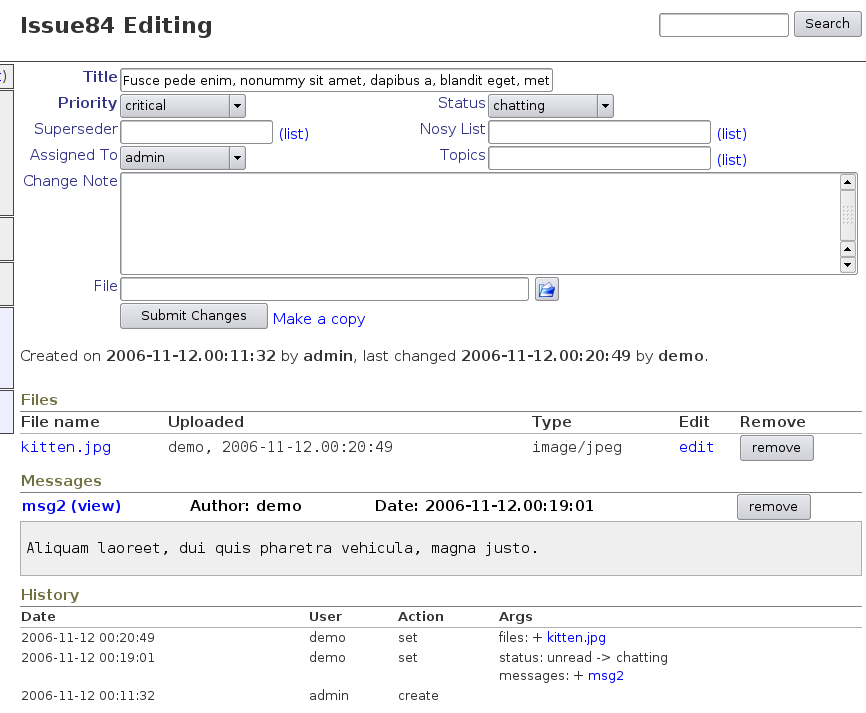 Issue84 Editing
Search
t)
Title Fusce pede enim, nonummy sit amet, dapibus a, blandit eget, met
Priority critical Status chatting
Superseder (list) Nosy List (list)
Assigned To admin Topics (list)
Change Note
File
Submit Changes Make a copy
Created on 2006-11-12.00:11:32 by admin, last changed 2006-11-12.00:20:49 by demo.
Files
File name Uploaded Type Edit Remove
kitten.jpg demo, 2006-11-12.00:20:49 image/jpeg edit remove
Messages
msg2 (view) Author: demo Date: 2006-11-12.00:19:01 remove
Aliquam laoreet, dui quis pharetra vehicula, magna justo.
History
Date User Action Args
2006-11-12 00:20:49 demo set files: + kitten.jpg
2006-11-12 00:19:01 demo set status: unread -> chatting
messages: + msg2
2006-11-12 00:11:32 admin create